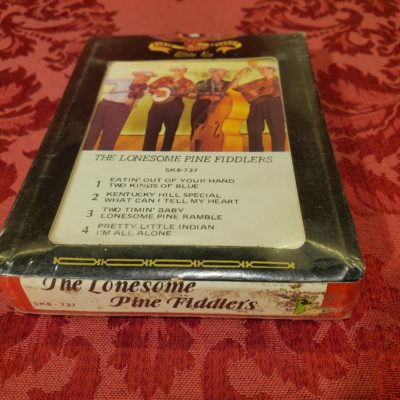 THE LONESOME PINE FIDDLERS
SK8-737
1 EATIN' OUT OF YOUR HAND
TWO KINDS OF BLUE
2 KENTUCKY HILL SPECIAL
WHAT CAN I TELL MY HEART
3 TWO TIMIN' BABY
LONESOME PINE RAMBLE
4 PRETTY LITTLE INDIAN
I'M ALL ALONE
The Lonesome
Pine Fiddlers
SK8-737